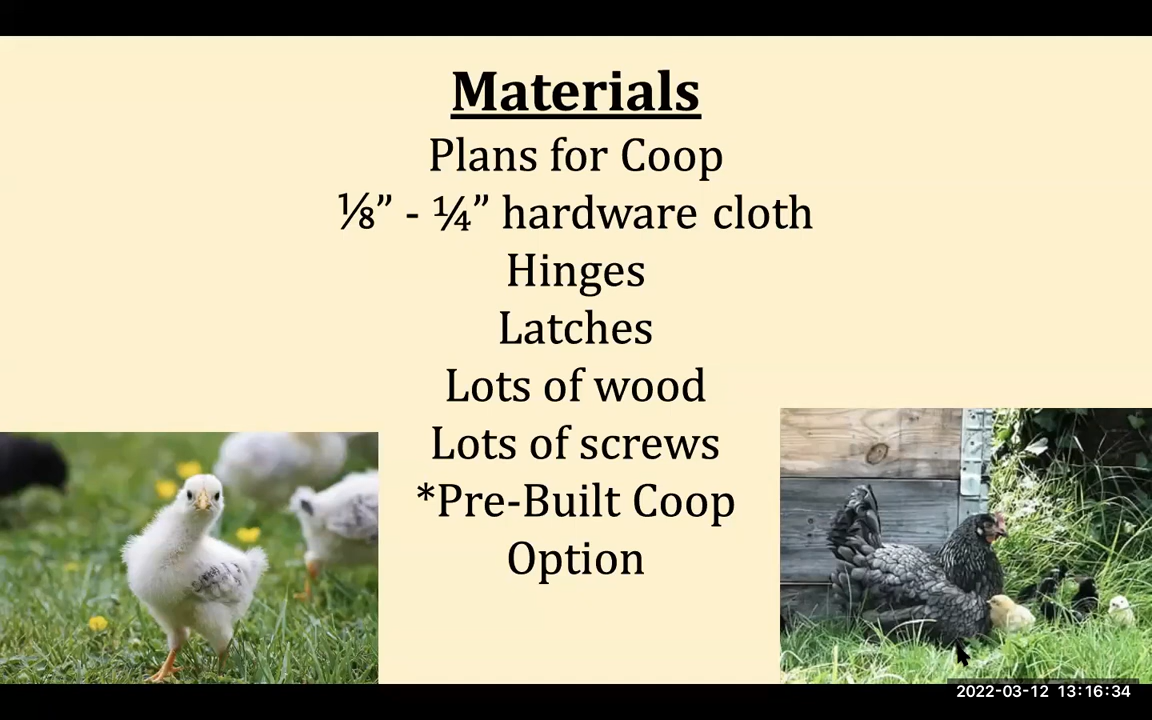 Materials
Plans for Coop
⅛” - ¼” hardware cloth
Hinges
Latches
Lots of wood
Lots of screws
*Pre-Built Coop
Option
2022-03-12 13:16:34